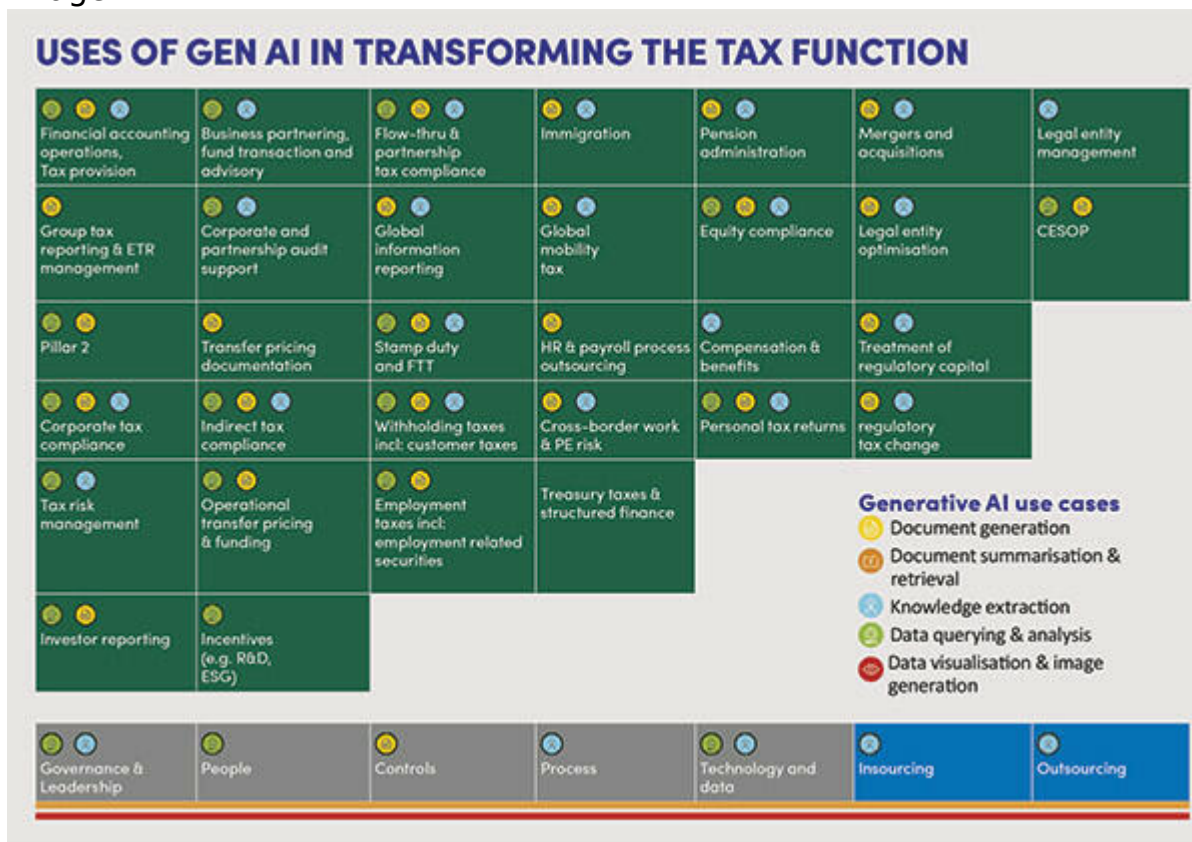 USES OF GEN AI IN TRANSFORMING THE TAX FUNCTION
Financial accounting
operations,
Tax provision
Business partnering,
fund transaction and
advisory
Flow-thru &
partnership
tax compliance
Immigration
Pension
administration
Mergers and
acquisitions
Legal entity
management
Group tax
reporting & ETR
management
Corporate and
partnership audit
support
Global
information
reporting
Global
mobility
tax
Equity compliance
Legal entity
optimisation
CESOP
Pillar 2
Transfer pricing
documentation
Stamp duty
and FTT
HR & payroll process
outsourcing
Compensation &
benefits
Treatment of
regulatory capital
Corporate tax
compliance
Indirect tax
compliance
Withholding taxes
incl: customer taxes
Cross-border work
& PE risk
Personal tax returns
regulatory
tax change
Tax risk
management
Operational
transfer pricing
& funding
Employment
taxes incl:
employment related
securities
Treasury taxes &
structured finance
Investor reporting
Incentives
(e.g. R&D,
ESG)
Generative AI use cases
Document generation
Document summarisation &
retrieval
Knowledge extraction
Data querying & analysis
Data visualisation & image
generation
Governance &
Leadership
People
Controls
Process
Technology and
data
Insourcing
Outsourcing